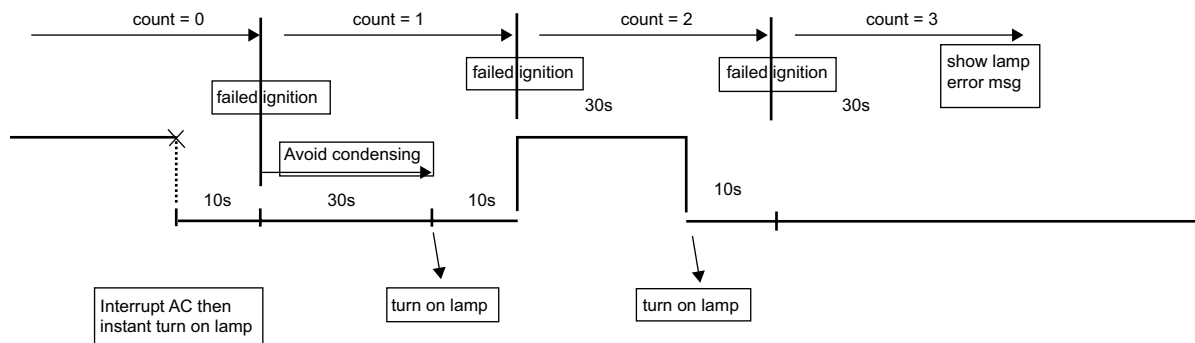 count = 0
count = 1
count = 2
count = 3
failed ignition
failed ignition
failed ignition
show lamp
error msg
30s
30s
Avoid condensing
10s
30s
10s
10s
turn on lamp
turn on lamp
Interrupt AC then
instant turn on lamp